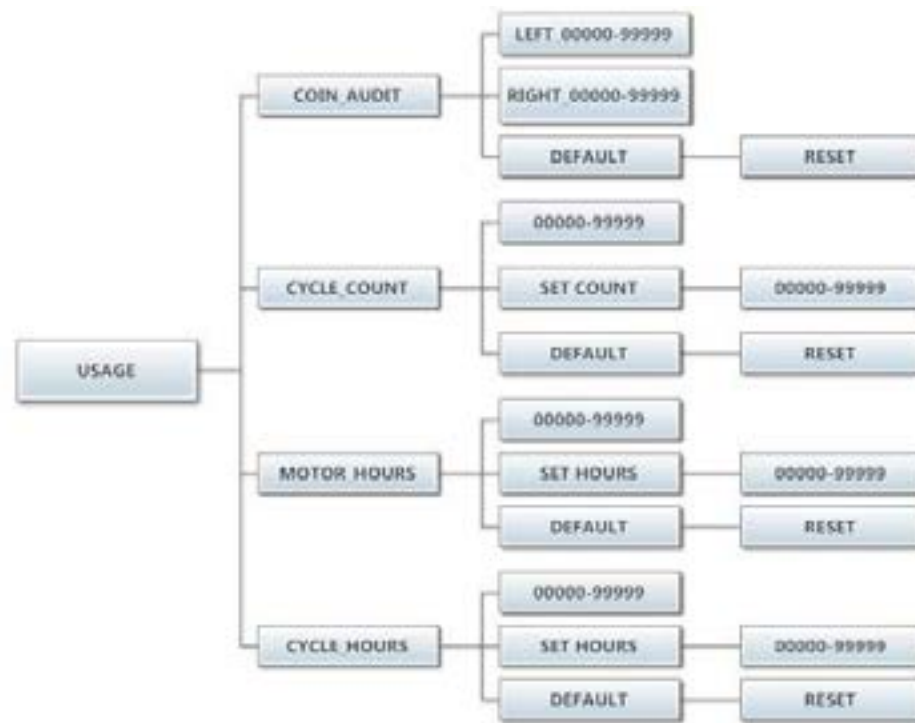 LEFT_00000-99999
COIN_AUDIT
RIGHT_00000-99999
DEFAULT
RESET
00000-99999
CYCLE_COUNT
SET COUNT
00000-99999
DEFAULT
RESET
USAGE
00000-99999
MOTOR_HOURS
SET HOURS
00000-99999
DEFAULT
RESET
00000-99999
CYCLE_HOURS
SET HOURS
00000-99999
DEFAULT
RESET